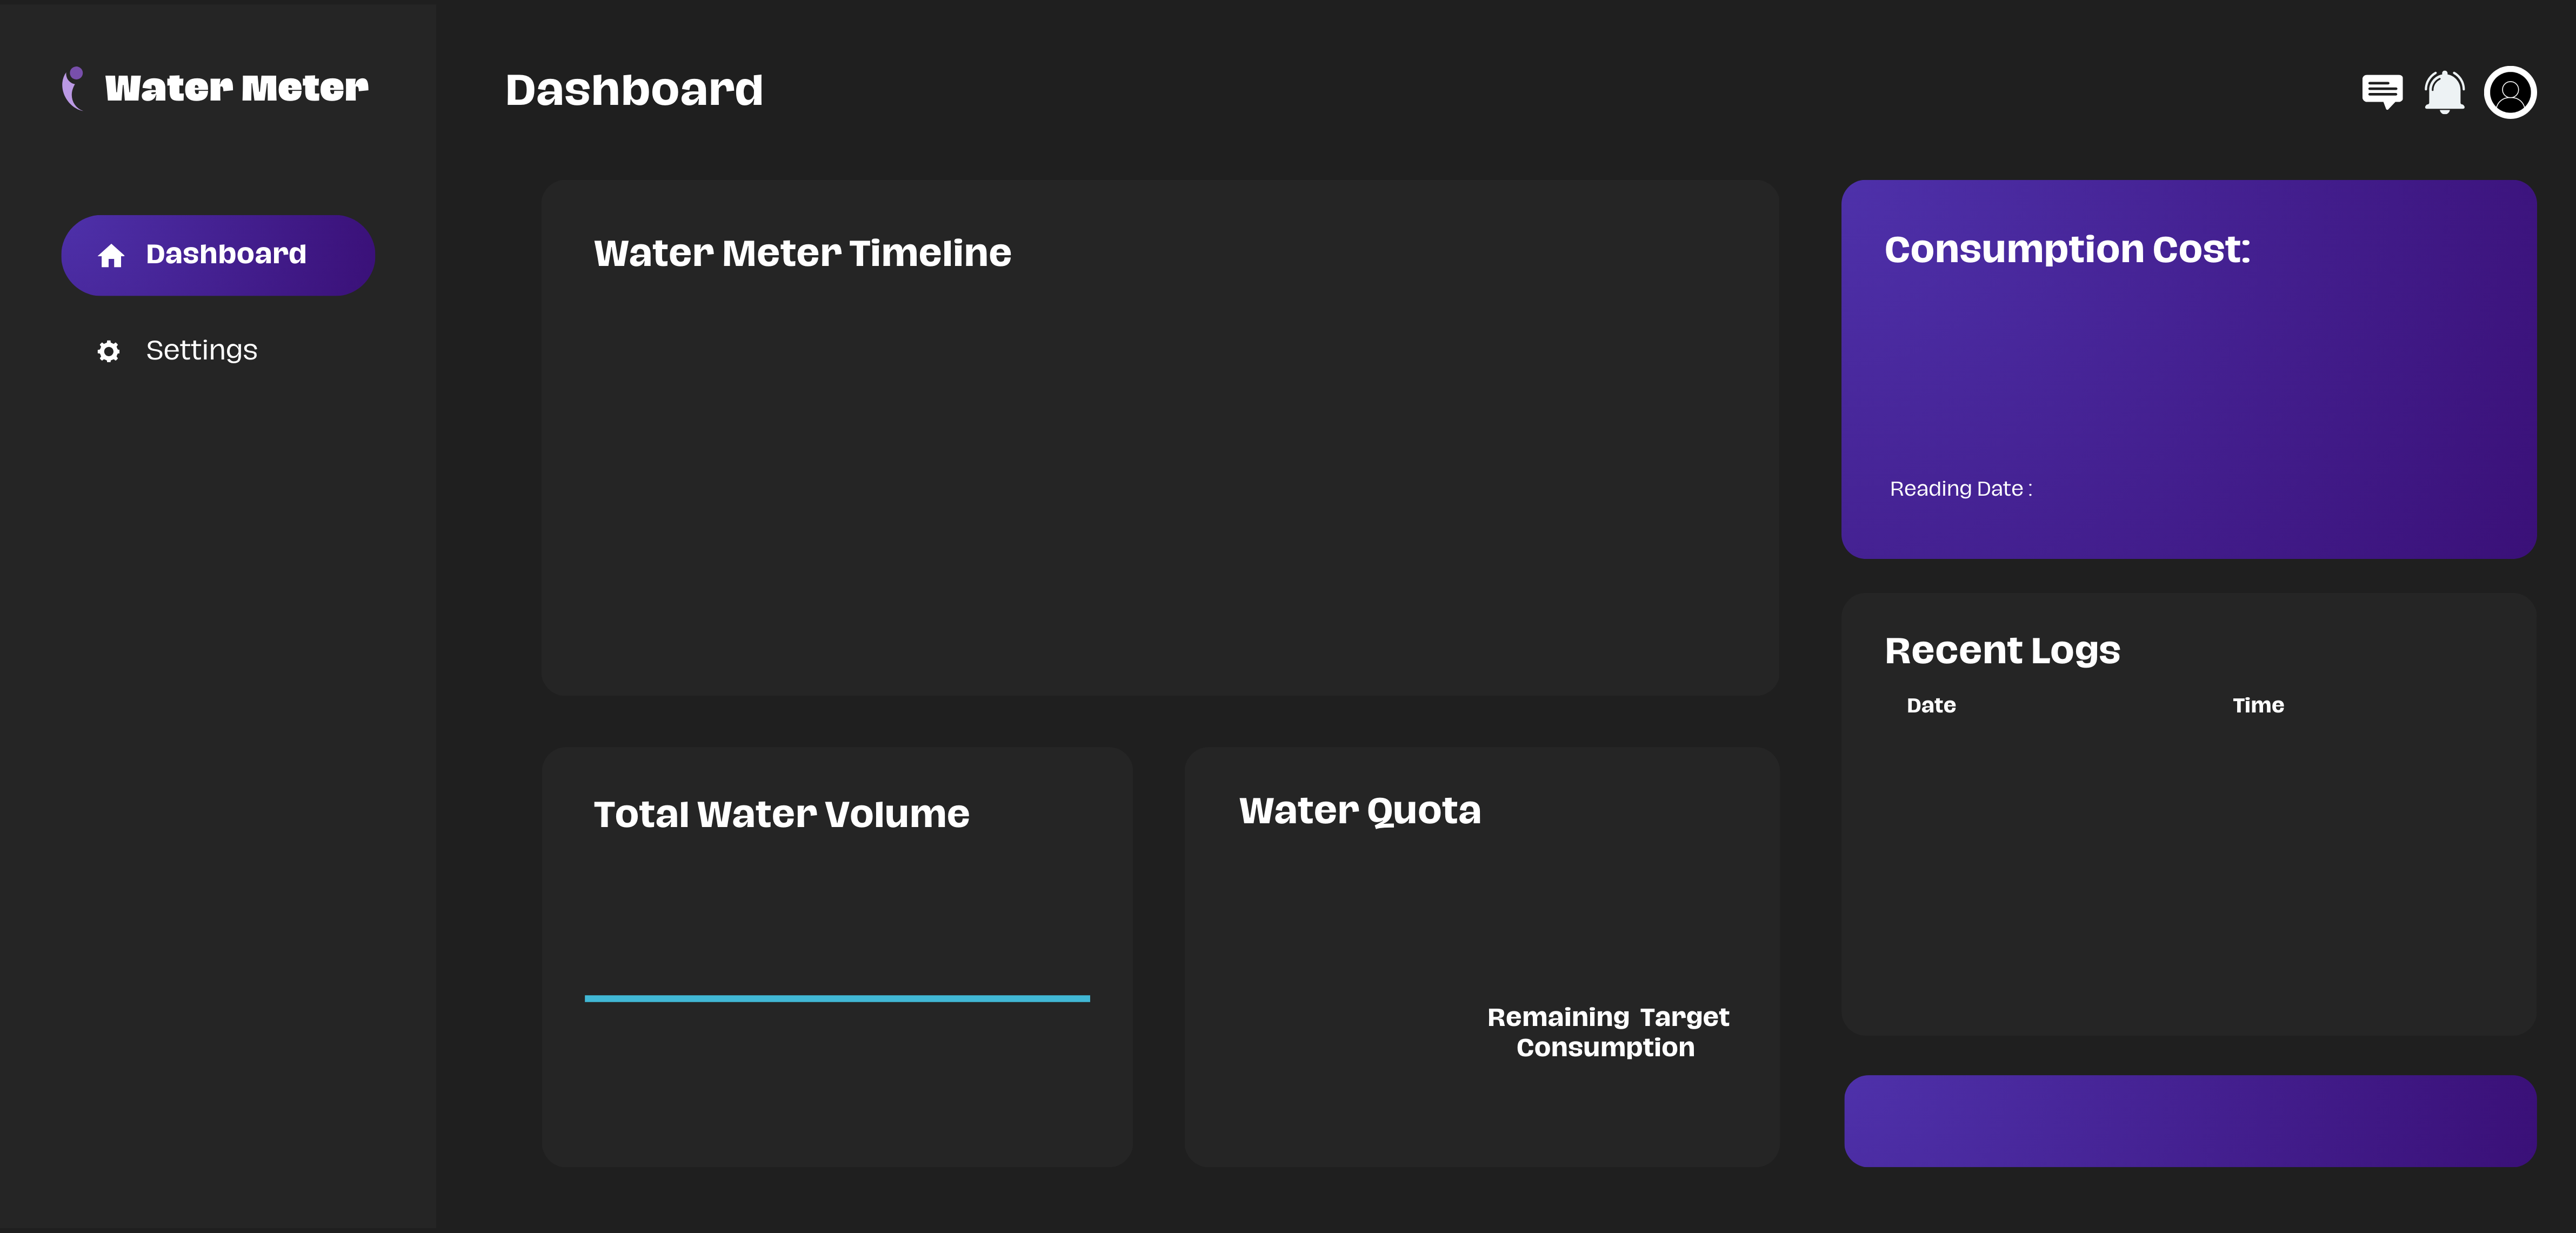 Water Meter
Dashboard
Dashboard
Settings
Water Meter Timeline
Consumption Cost:
Reading Date :
Recent Logs
Date Time
Total Water Volume
Water Quota
Remaining Target
Consumption